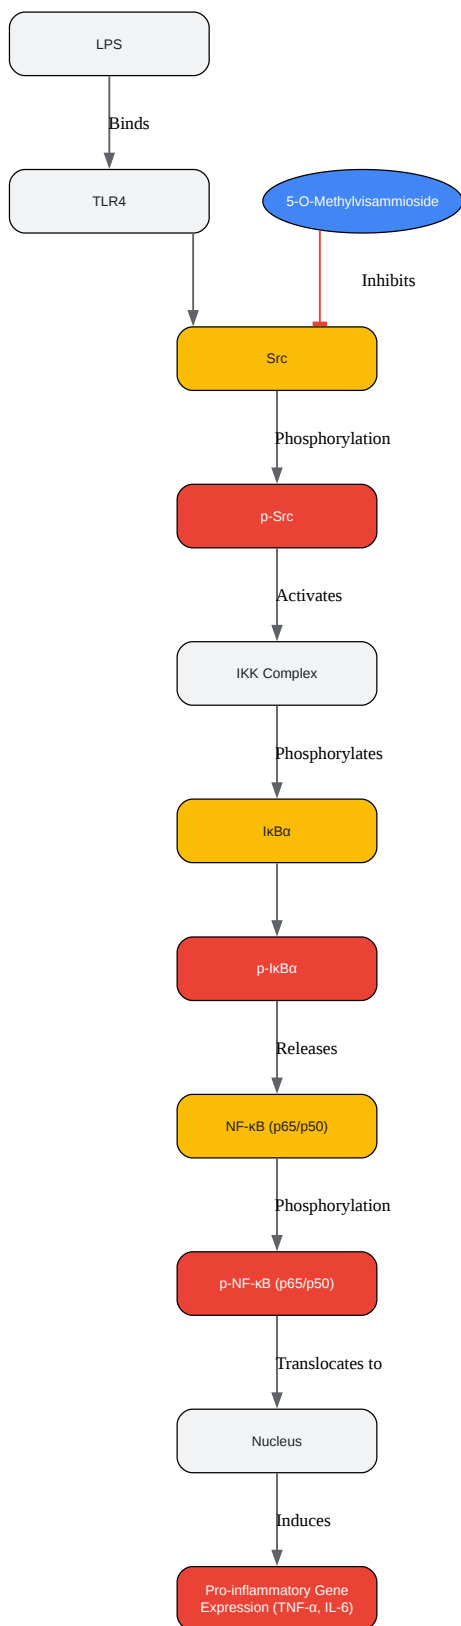 LPS
Binds
TLR4
5-O-Methylvisammioside
Inhibits
Src
Phosphorylation
p-Src
Activates
IKK Complex
Phosphorylates
IκBα
p-IκBα
Releases
NF-κB (p65/p50)
Phosphorylation
p-NF-κB (p65/p50)
Translocates to
Nucleus
Induces
Pro-inflammatory Gene
Expression (TNF-α, IL-6)